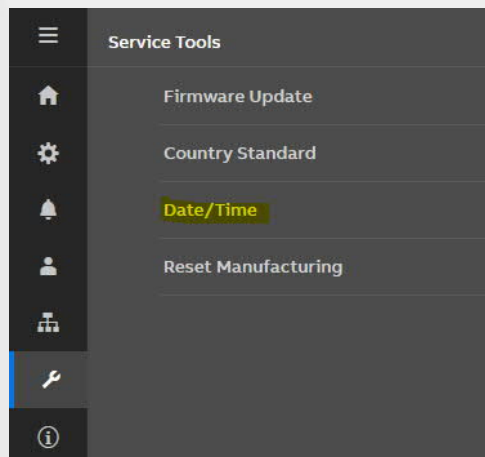 Service Tools
Firmware Update
Country Standard
Date/Time
Reset Manufacturing